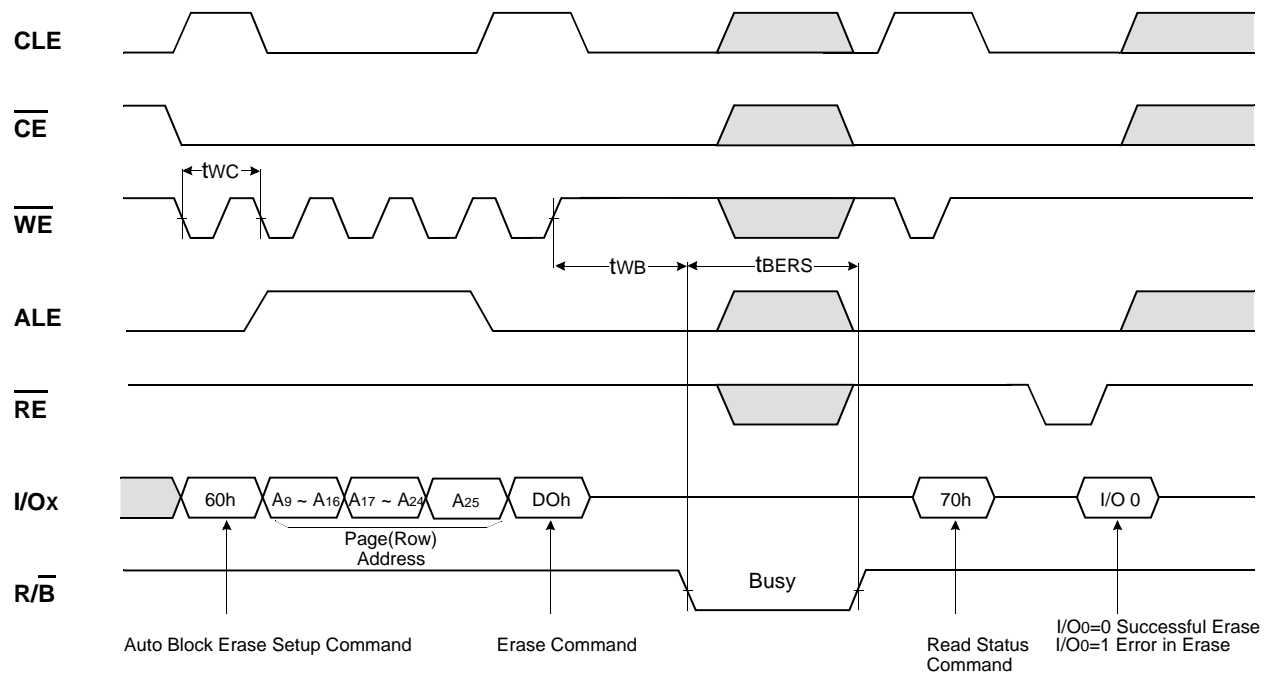 CLE
CE
tWC
WE
tWB
tBERS
ALE
RE
I/Ox
60h
A9 ~ A16
A17 ~ A24
A25
DOh
70h
I/O 0
Page(Row)
Address
R/B
Busy
Auto Block Erase Setup Command
Erase Command
Read Status
Command
I/O0=0 Successful Erase
I/O0=1 Error in Erase